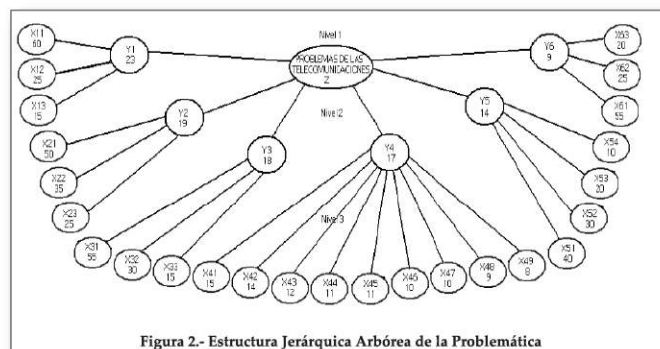 Nivel 1
PROBLEMAS DE LAS
TELECOMUNICACIONES
Z
X11
60
X12
25
X13
15
Y1
23
Y6
9
X63
20
X62
25
X61
55
Y2
19
Nivel2
Y5
14
X21
50
X22
35
X23
25
Y3
18
Y4
17
X54
10
X53
20
X52
30
X51
40
Nivel 3
X31
55
X32
30
X33
15
X41
15
X42
14
X43
12
X44
11
X45
11
X46
10
X47
10
X48
9
X49
8
Figura 2.- Estructura Jerárquica Arbórea de la Problemática